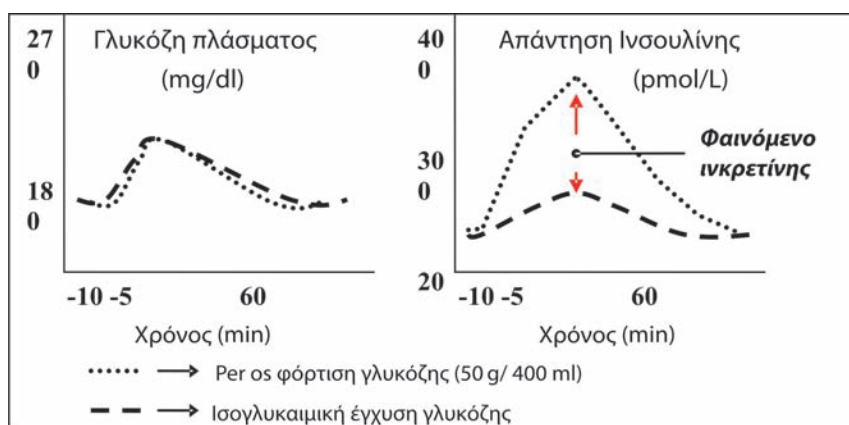 27
0
Γλυκόζη πλάσματος
(mg/dl)
18
0
-10 -5 60
Χρόνος (min)
40
0
Απάντηση Ινσουλίνης
(pmol/L)
Φαινόμενο
ινκρετίνης
30
0
20
-10 -5 60
0
Χρόνος (min)
Per os φόρτιση γλυκόζης (50 g/ 400 ml)
Ισογλυκαιμική έγχυση γλυκόζης